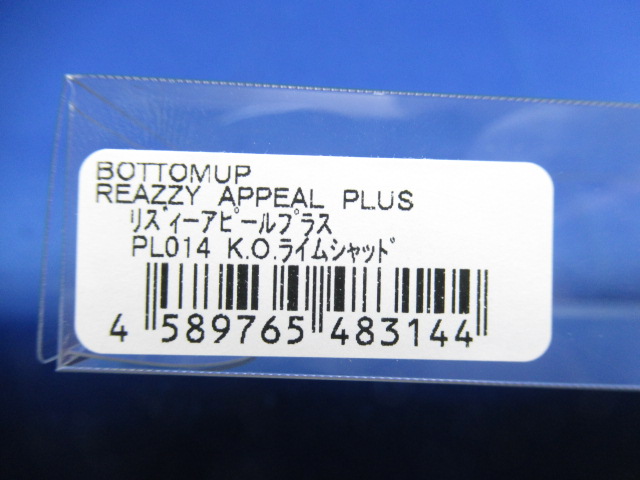 BOTTOMUP
REAZZY APPEAL PLUS
ﾘｽﾞｨｰｱﾋﾟｰﾙﾌﾟﾗｽ
PL014 K.O.ﾗｲﾑｼｬｯﾄﾞ
4 589765 483144